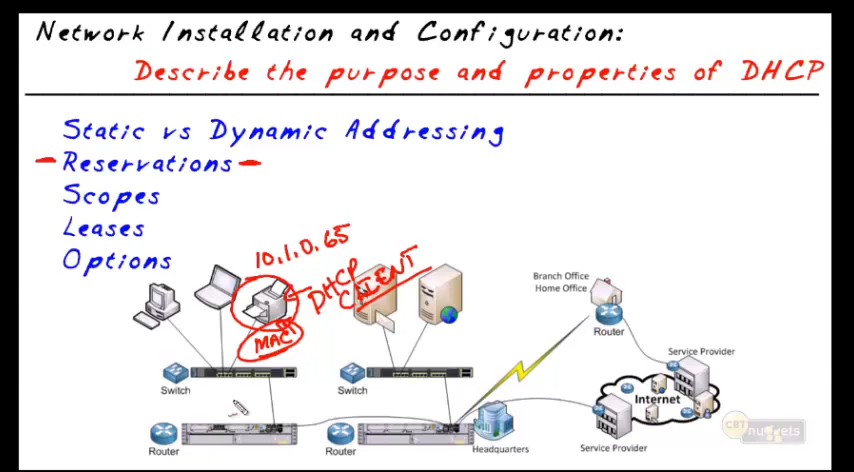 Network Installation and Configuration:
Describe the purpose and properties of DHCP
Static vs Dynamic Addressing
- Reservations -
Scopes
Leases
Options
10.1.0.65
DHCP
CLIENT
MAC
Switch
Switch
Router
Router
Headquarters
Branch Office
Home Office
Router
Service Provider
Internet
Service Provider
CBT
nuggets